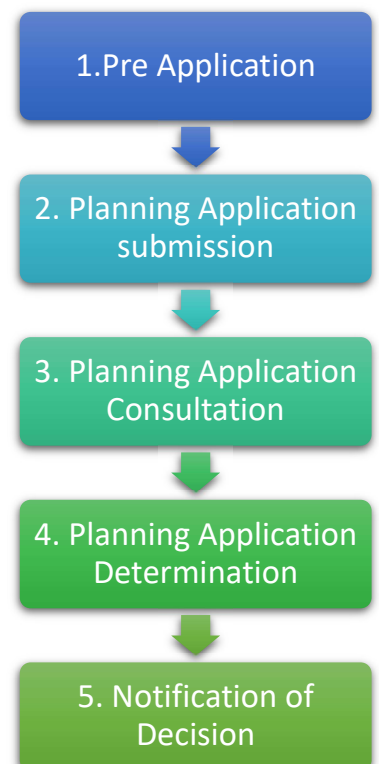 1.Pre Application
2. Planning Application
submission
3. Planning Application
Consultation
4. Planning Application
Determination
5. Notification of
Decision